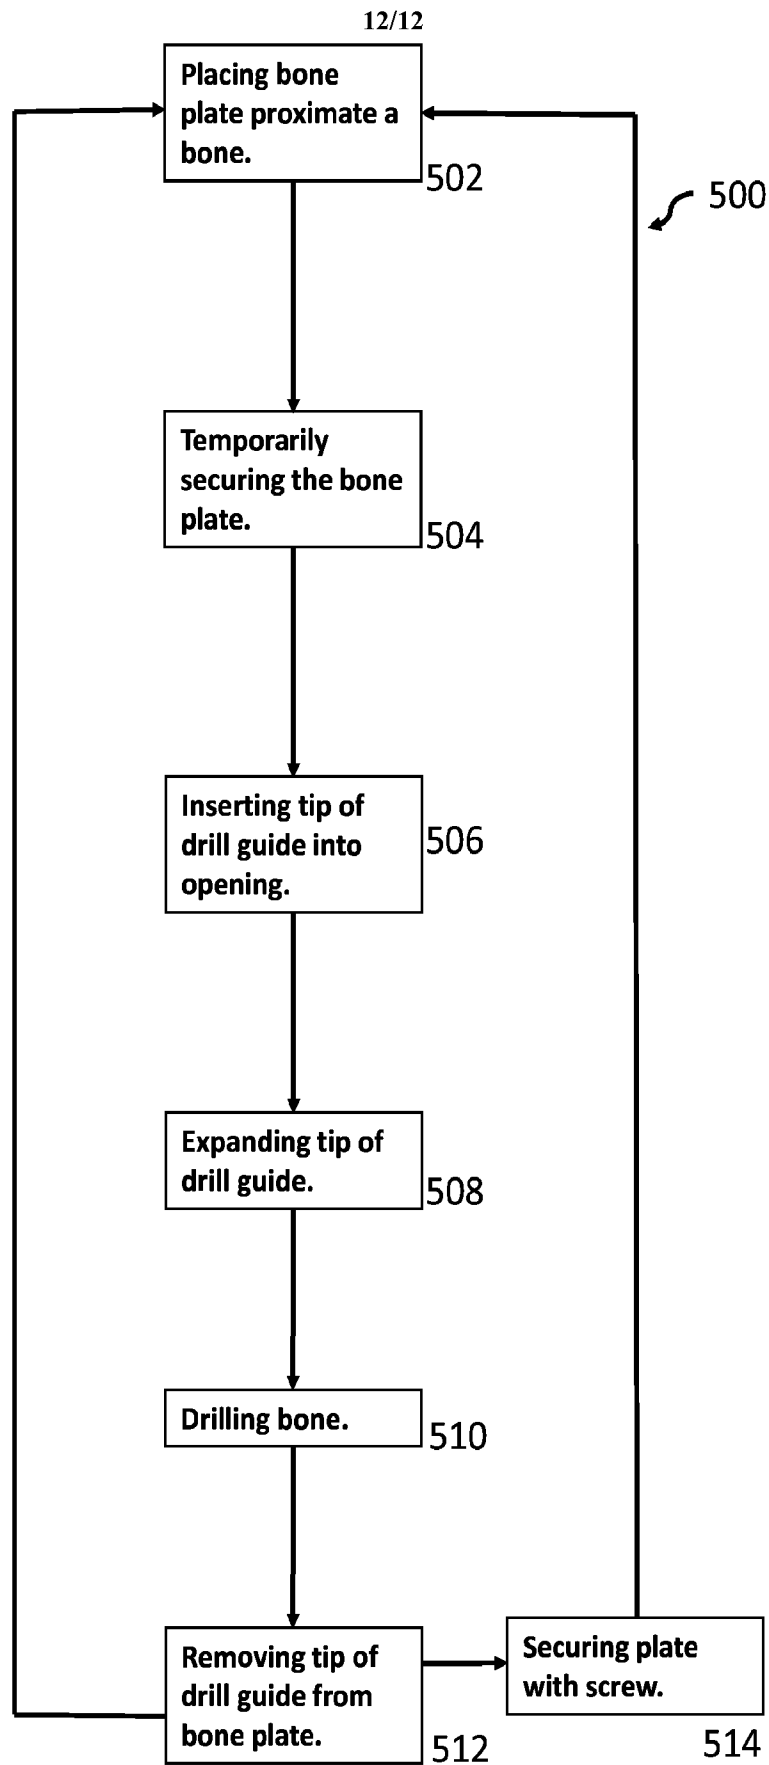 12/12
Placing bone
plate proximate a
bone.
502
500
Temporarily
securing the bone
plate.
504
Inserting tip of
drill guide into
opening.
506
Expanding tip of
drill guide.
508
Drilling bone.
510
Removing tip of
drill guide from
bone plate.
512
Securing plate
with screw.
514